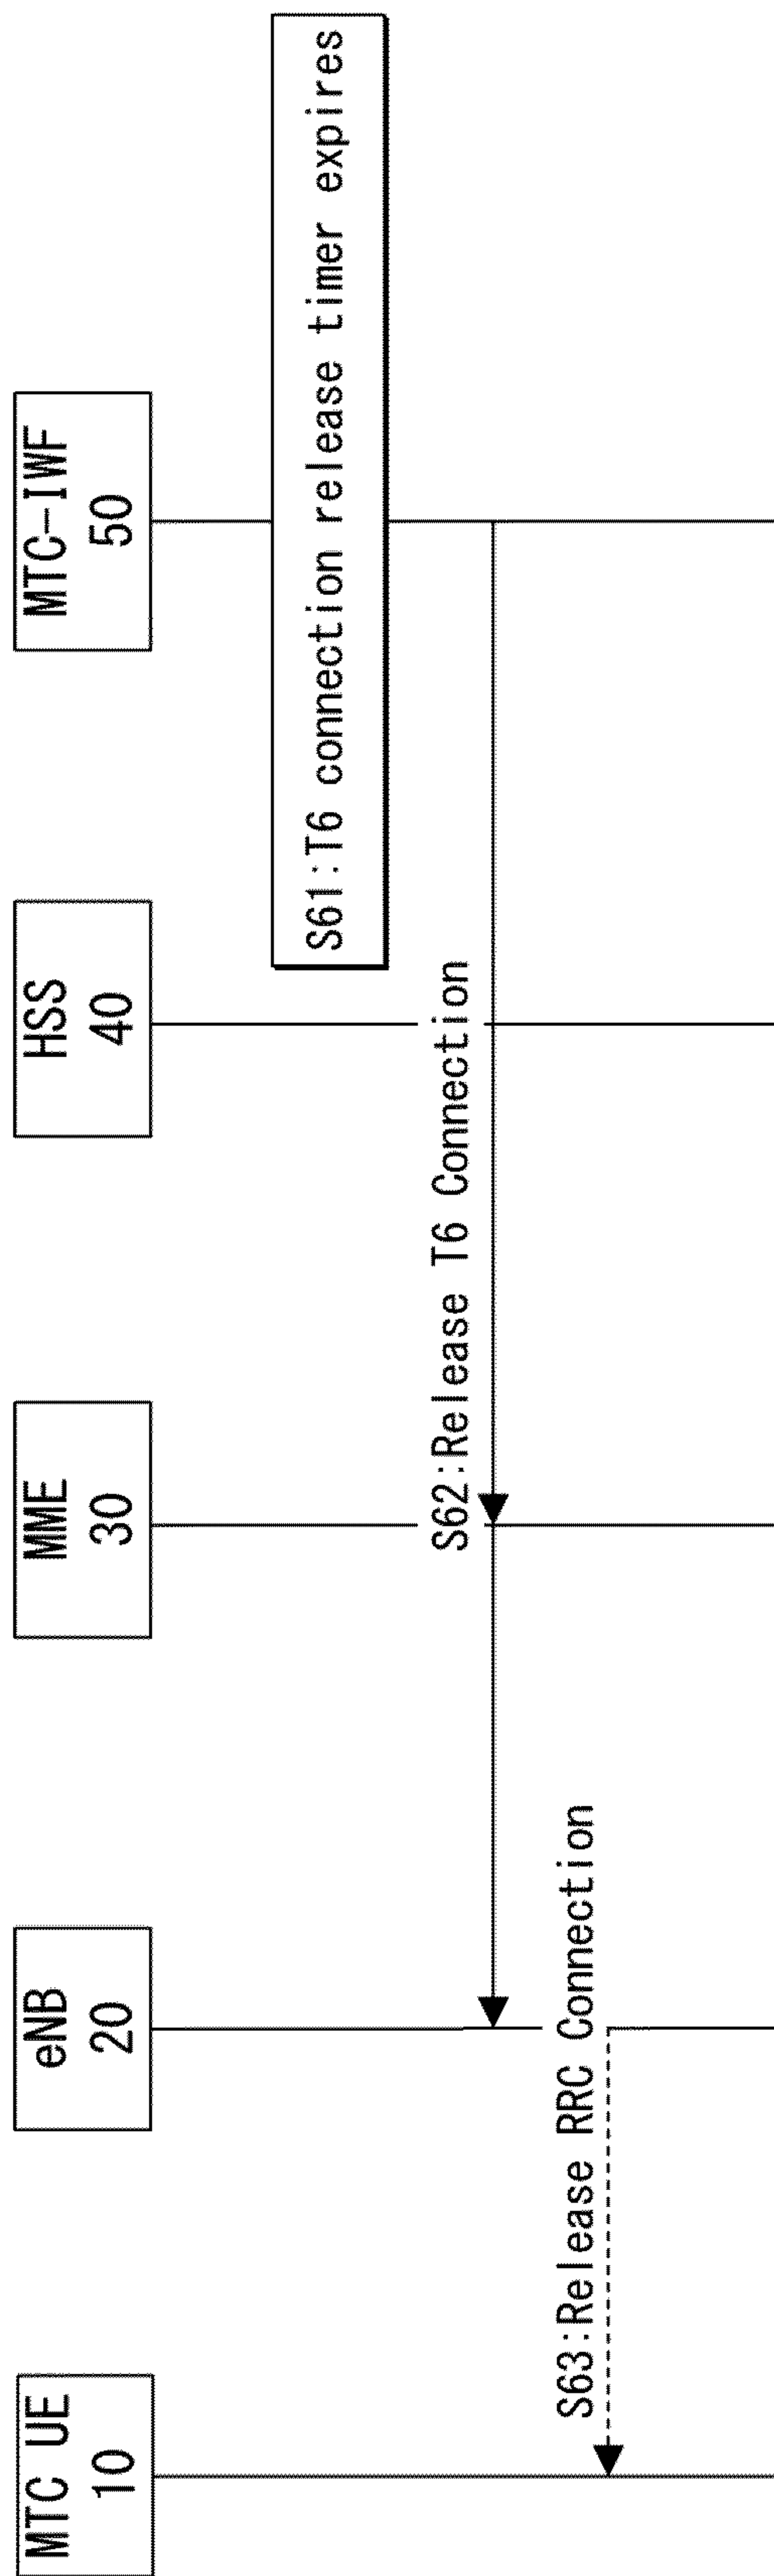 MTC UE
10
eNB
20
MME
30
HSS
40
MTC-IWF
50
S61:T6 connection release timer expires
S62:Release T6 Connection
S63:Release RRC Connection